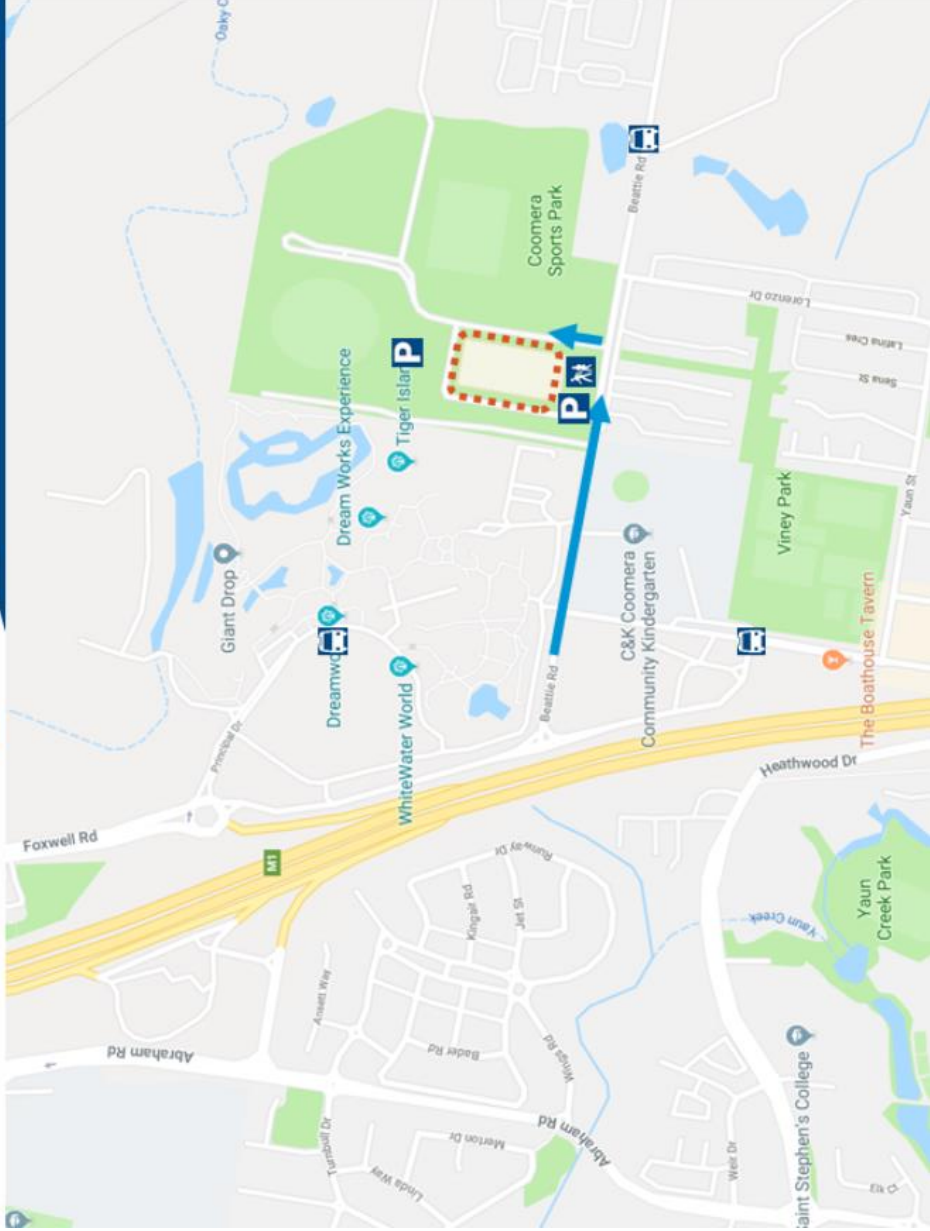 Oaky C
Coomera
Sports Park
Beattie Rd
Lorenzo Dr
Latina Cres
Sena St
Yaun St
Viney Park
P
P
Tiger Islan
Dream Works Experience
Giant Drop
Dreamwo
WhiteWater World
Principal Dr
Beattie Rd
C&K Coomera
Community Kindergarten
The Boathouse Tavern
Heathwood Dr
Foxwell Rd
M1
Runway Dr
Kingair Rd
Jet St
Ansett Way
Bader Rd
Wings Rd
Abraham Rd
Abraham Rd
Turnbull Dr
Merton Dr
Linda Way
Weir Dr
Yaun Creek
Yaun
Creek Park
Saint Stephen's College
Elk Ct